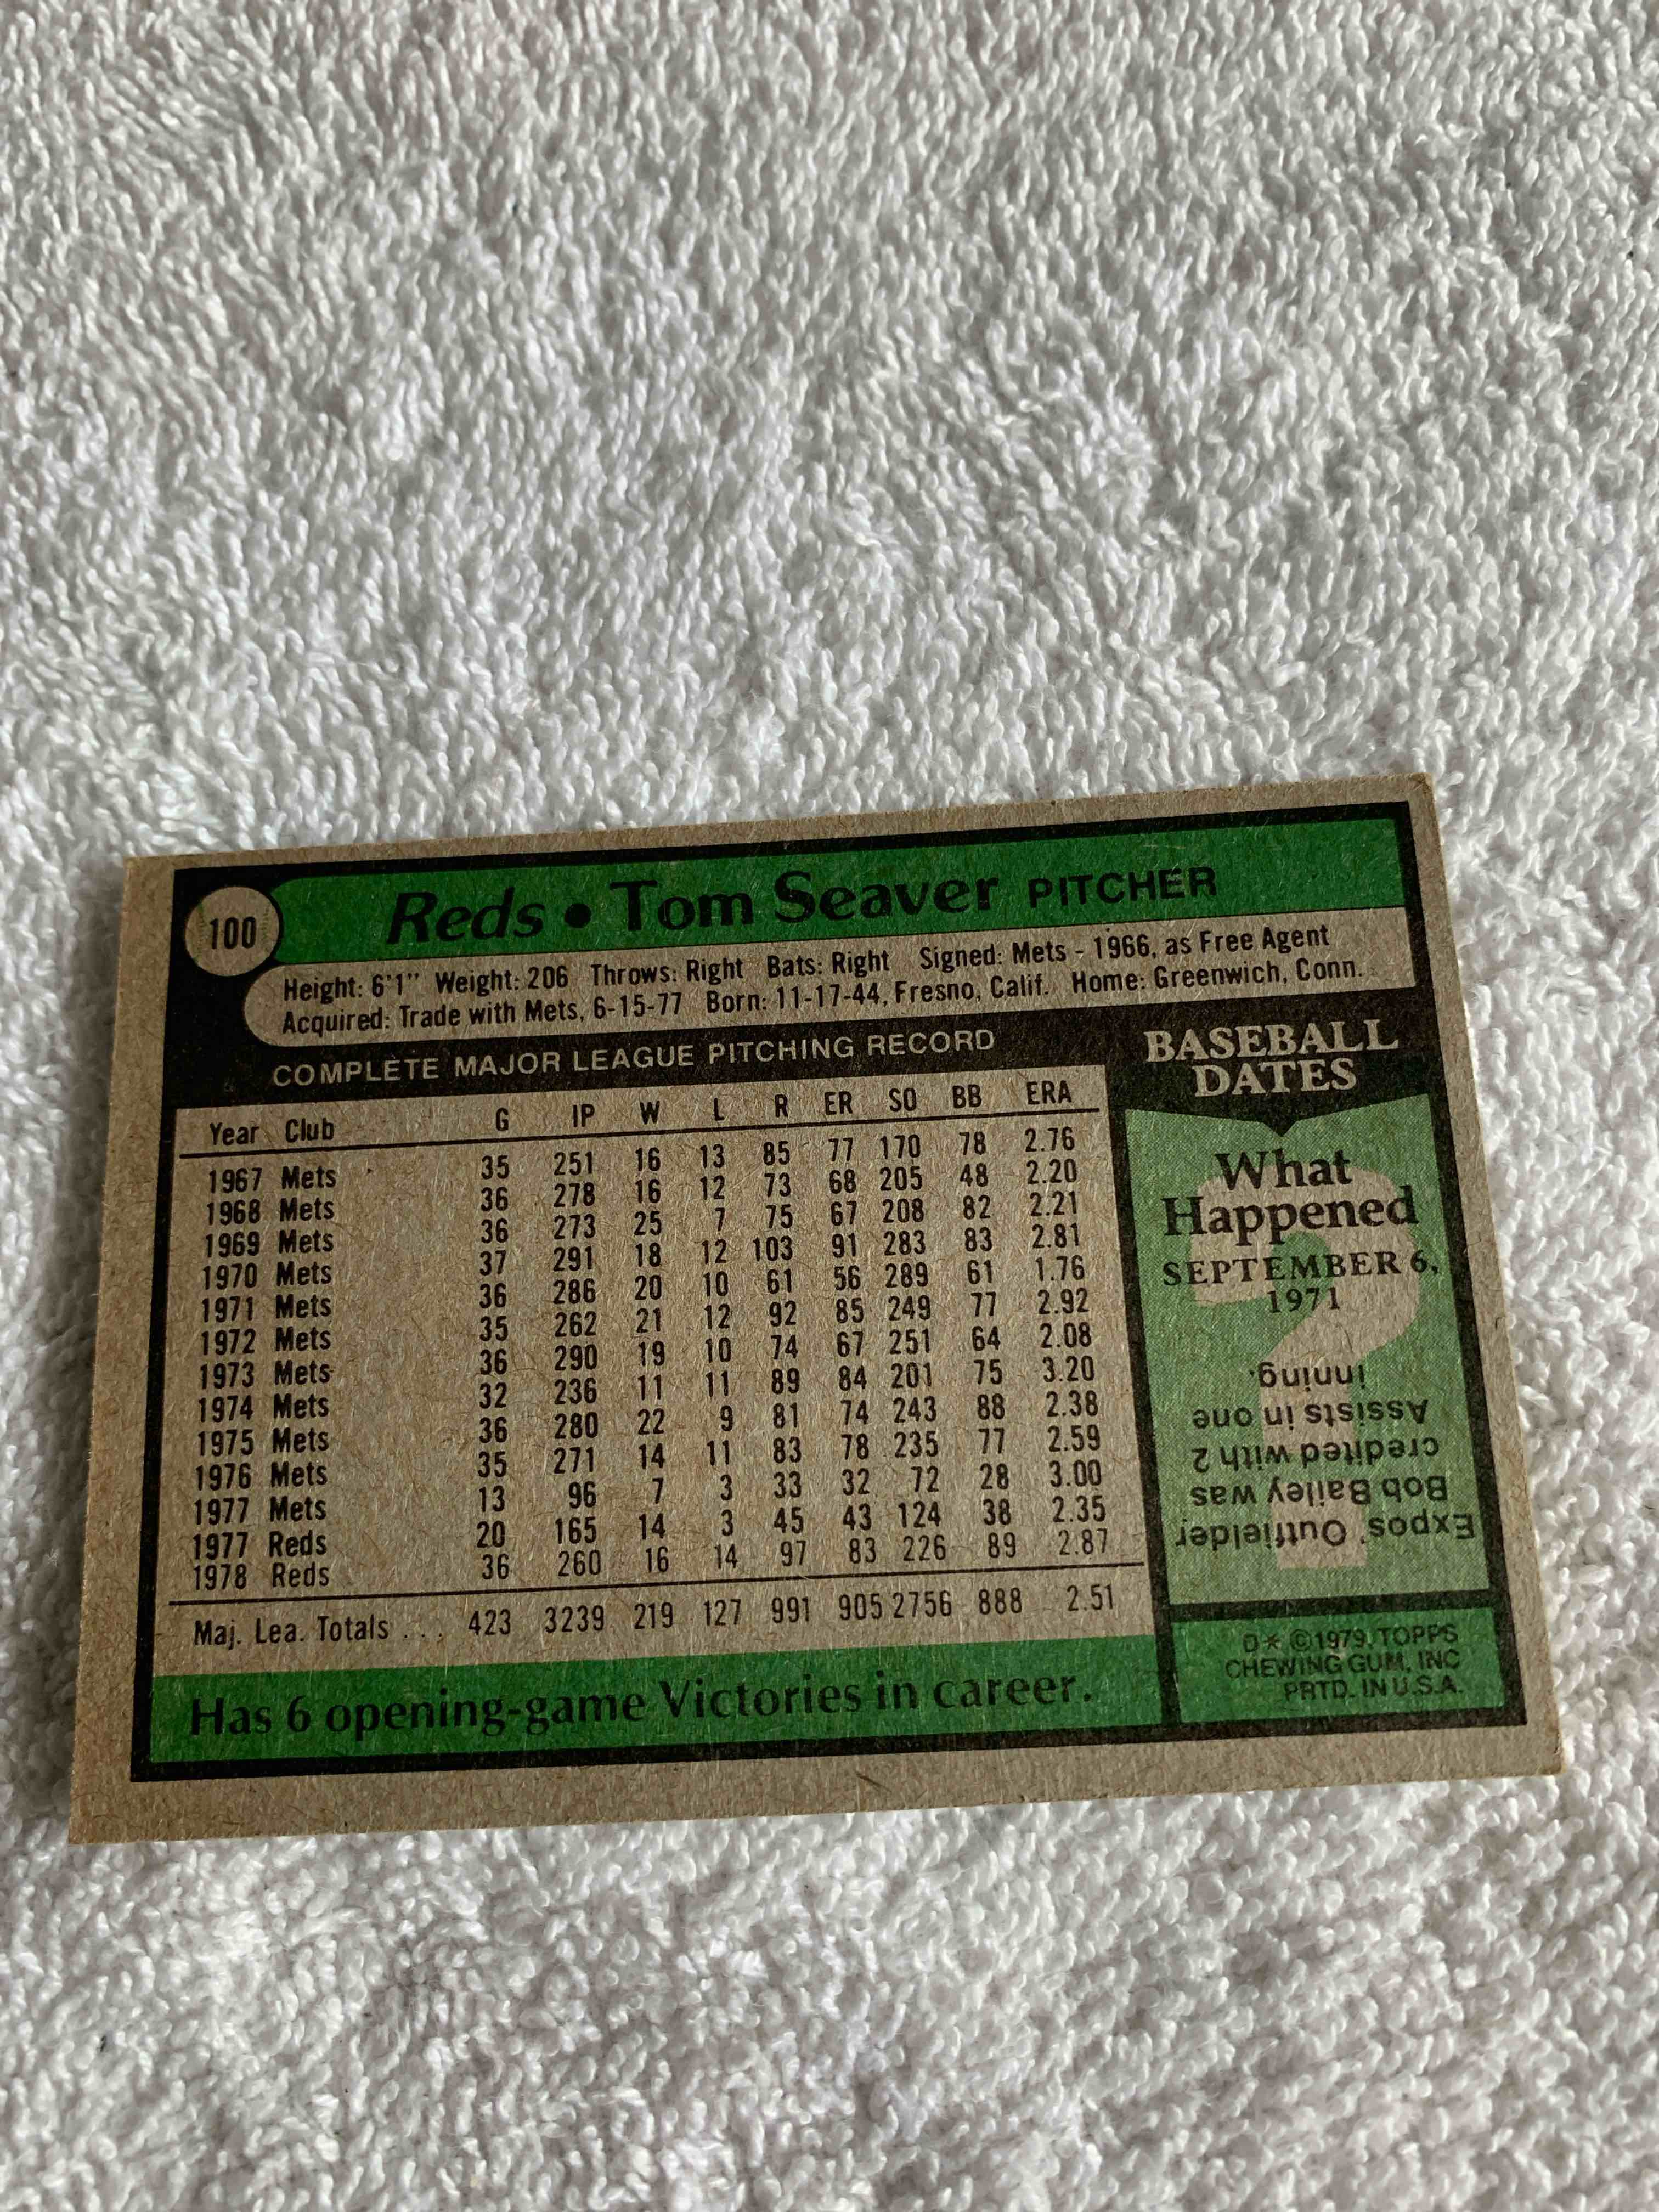 100
Reds • Tom Seaver PITCHER
Height: 6'1" Weight: 206 Throws: Right Bats: Right Signed: Mets - 1966, as Free Agent
Acquired: Trade with Mets, 6-15-77 Born: 11-17-44, Fresno, Calif. Home: Greenwich, Conn.
COMPLETE MAJOR LEAGUE PITCHING RECORD
Year Club G IP W L R ER SO BB ERA
1967 Mets 35 251 16 13 85 77 170 78 2.76
1968 Mets 36 278 16 12 73 68 205 48 2.20
1969 Mets 36 273 25 7 75 67 208 82 2.21
1970 Mets 37 291 18 12 103 91 283 83 2.81
1971 Mets 36 286 20 10 61 56 289 61 1.76
1972 Mets 35 262 21 12 92 85 249 77 2.92
1973 Mets 36 290 19 10 74 67 251 64 2.08
1974 Mets 32 236 11 11 89 84 201 75 3.20
1975 Mets 36 280 22 9 81 74 243 88 2.38
1976 Mets 35 271 14 11 83 78 235 77 2.59
1977 Mets 13 96 7 3 33 32 72 28 3.00
1977 Reds 20 165 14 3 45 43 124 38 2.35
1978 Reds 36 260 16 14 97 83 226 89 2.87
Maj. Lea. Totals ... 423 3239 219 127 991 905 2756 888 2.51
Has 6 opening-game Victories in career.
BASEBALL
DATES
What
Happened
SEPTEMBER 6,
1971
Expos' Outfielder
Bob Bailey was
credited with 2
Assists in one
inning.
D* ©1979, TOPPS
CHEWING GUM, INC
PRTD. IN U.S.A.